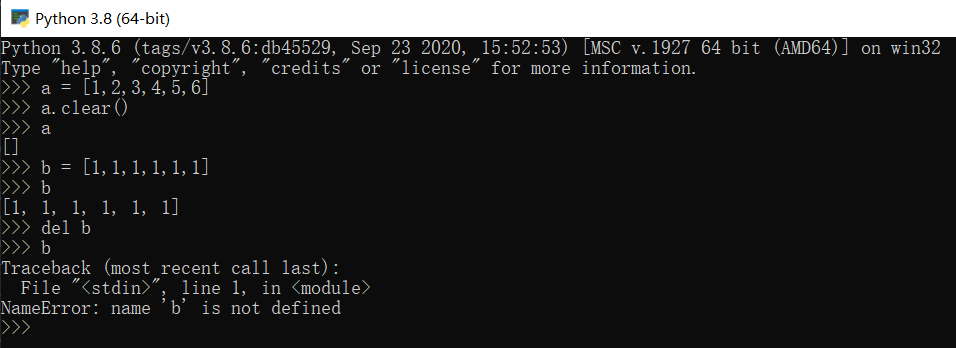 Python 3.8 (64-bit)
Python 3.8.6 (tags/v3.8.6:db45529, Sep 23 2020, 15:52:53) [MSC v.1927 64 bit (AMD64)] on win32
Type "help", "copyright", "credits" or "license" for more information.
>>> a = [1,2,3,4,5,6]
>>> a.clear()
>>> a
[]
>>> b = [1,1,1,1,1,1]
>>> b
[1, 1, 1, 1, 1, 1]
>>> del b
>>> b
Traceback (most recent call last):
  File "<stdin>", line 1, in <module>
NameError: name 'b' is not defined
>>>